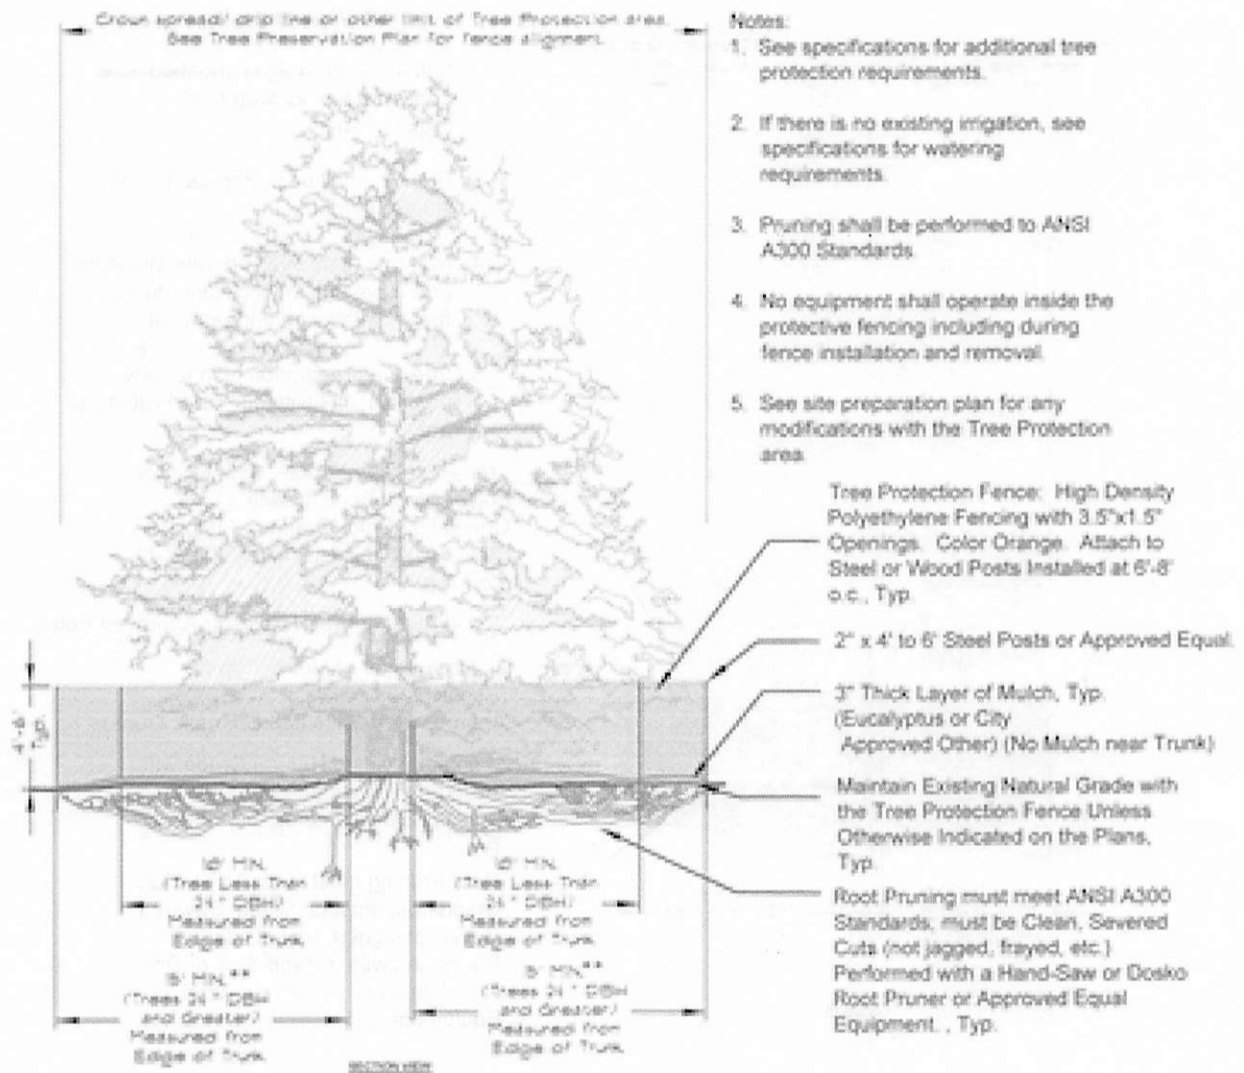 Crown spread/ drip line or other limit of Tree Protection area.
See Tree Preservation Plan for fence alignment.
Notes:
1. See specifications for additional tree
protection requirements.
2. If there is no existing irrigation, see
specifications for watering
requirements.
3. Pruning shall be performed to ANSI
A300 Standards
4. No equipment shall operate inside the
protective fencing including during
fence installation and removal.
5. See site preparation plan for any
modifications with the Tree Protection
area.
Tree Protection Fence: High Density
Polyethylene Fencing with 3.5"x1.5"
Openings. Color Orange. Attach to
Steel or Wood Posts Installed at 6'-8'
o.c., Typ.
2" x 4' to 6' Steel Posts or Approved Equal.
3" Thick Layer of Mulch, Typ.
(Eucalyptus or City
Approved Other) (No Mulch near Trunk)
Maintain Existing Natural Grade with
the Tree Protection Fence Unless
Otherwise Indicated on the Plans,
Typ.
Root Pruning must meet ANSI A300
Standards, must be Clean, Severed
Cuts (not jagged, frayed, etc.)
Performed with a Hand-Saw or Dosko
Root Pruner or Approved Equal
Equipment. , Typ.
4'-6'
Typ.
10' MIN.
(Tree Less Than
24 " DBH)
Measured from
Edge of Trunk
10' MIN.
(Tree Less Than
24 " DBH)
Measured from
Edge of Trunk
15' MIN.**
(Trees 24 " DBH
and Greater)
Measured from
Edge of Trunk
15' MIN.**
(Trees 24 " DBH
and Greater)
Measured from
Edge of Trunk
SECTION VIEW